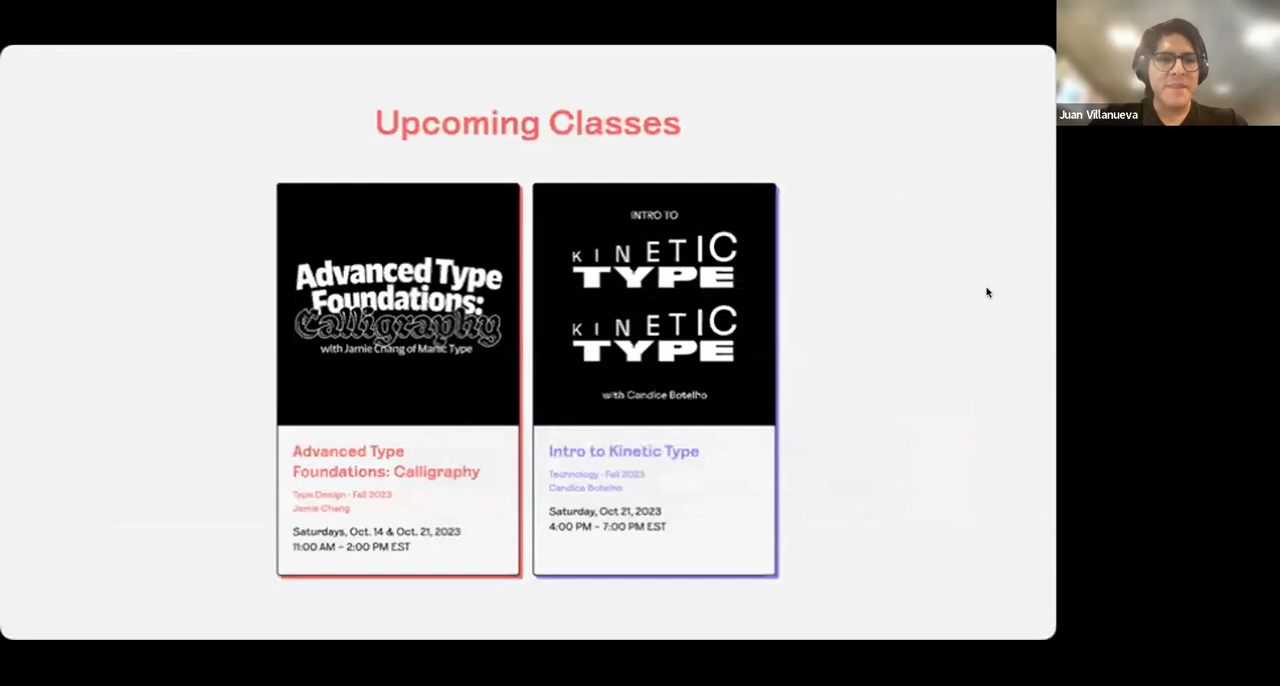 Upcoming Classes
Advanced Type
Foundations:
Calligraphy
with Jamie Chang of Manic Type
INTRO TO
KINETIC
TYPE
KINETIC
TYPE
with Candice Botelho
Advanced Type
Foundations: Calligraphy
Type Design - Fall 2023
Jamie Chang
Saturdays, Oct. 14 & Oct. 21, 2023
11:00 AM – 2:00 PM EST
Intro to Kinetic Type
Technology - Fall 2023
Candice Botelho
Saturday, Oct 21, 2023
4:00 PM – 7:00 PM EST
Juan Villanueva